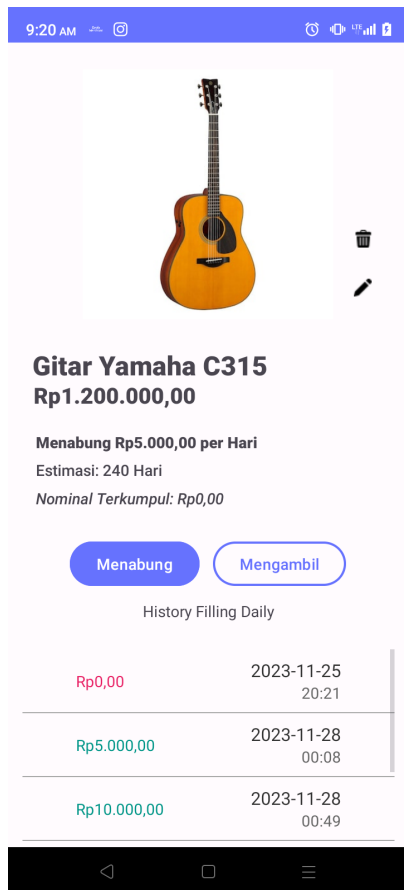 9:20 AM
LTE
Gitar Yamaha C315
Rp1.200.000,00
Menabung Rp5.000,00 per Hari
Estimasi: 240 Hari
Nominal Terkumpul: Rp0,00
Menabung
Mengambil
History Filling Daily
Rp0,00
2023-11-25
20:21
Rp5.000,00
2023-11-28
00:08
Rp10.000,00
2023-11-28
00:49